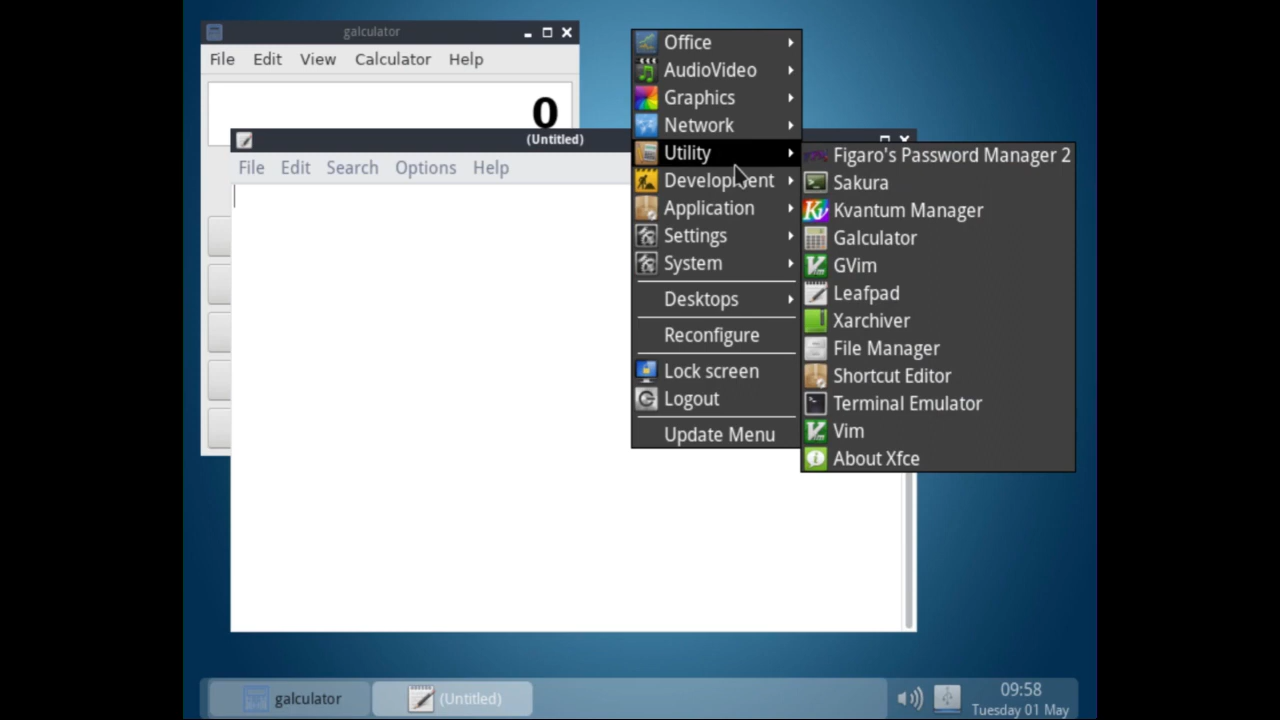 galculator
File Edit View Calculator Help
0
(Untitled)
File Edit Search Options Help
Office
AudioVideo
Graphics
Network
Utility
Development
Application
Settings
System
Desktops
Reconfigure
Lock screen
Logout
Update Menu
Figaro's Password Manager 2
Sakura
Kvantum Manager
Galculator
GVim
Leafpad
Xarchiver
File Manager
Shortcut Editor
Terminal Emulator
Vim
About Xfce
galculator
(Untitled)
09:58
Tuesday 01 May